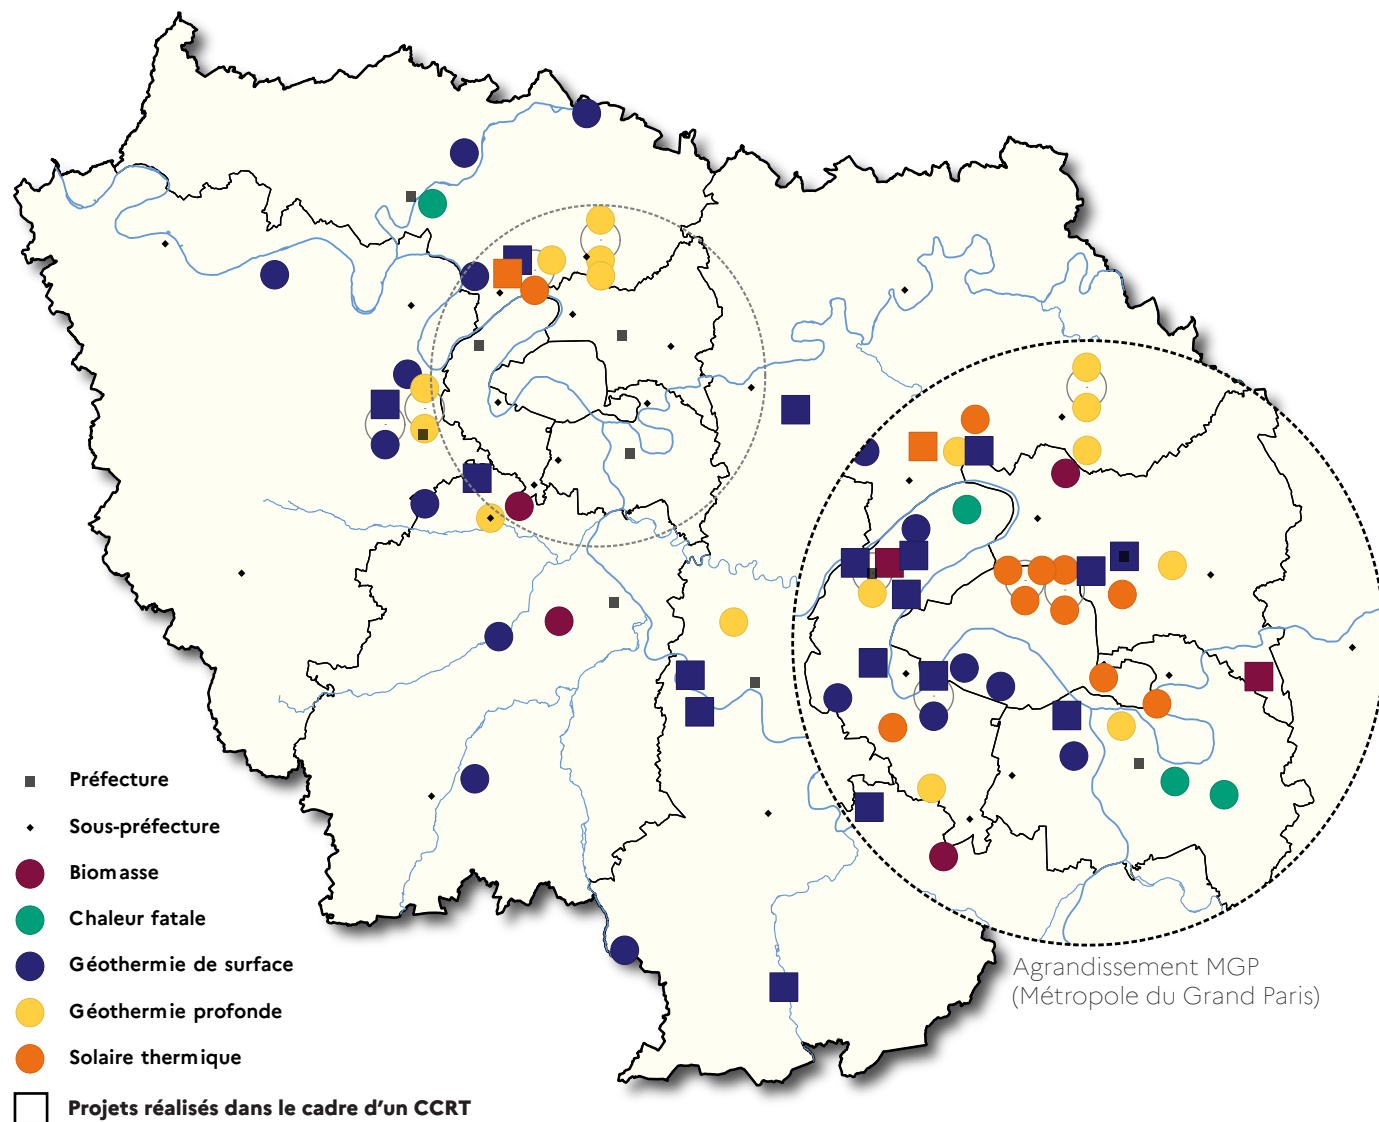 Préfecture
Sous-préfecture
Biomasse
Chaleur fatale
Géothermie de surface
Géothermie profonde
Solaire thermique
Projets réalisés dans le cadre d'un CCRT
Agrandissement MGP
(Métropole du Grand Paris)